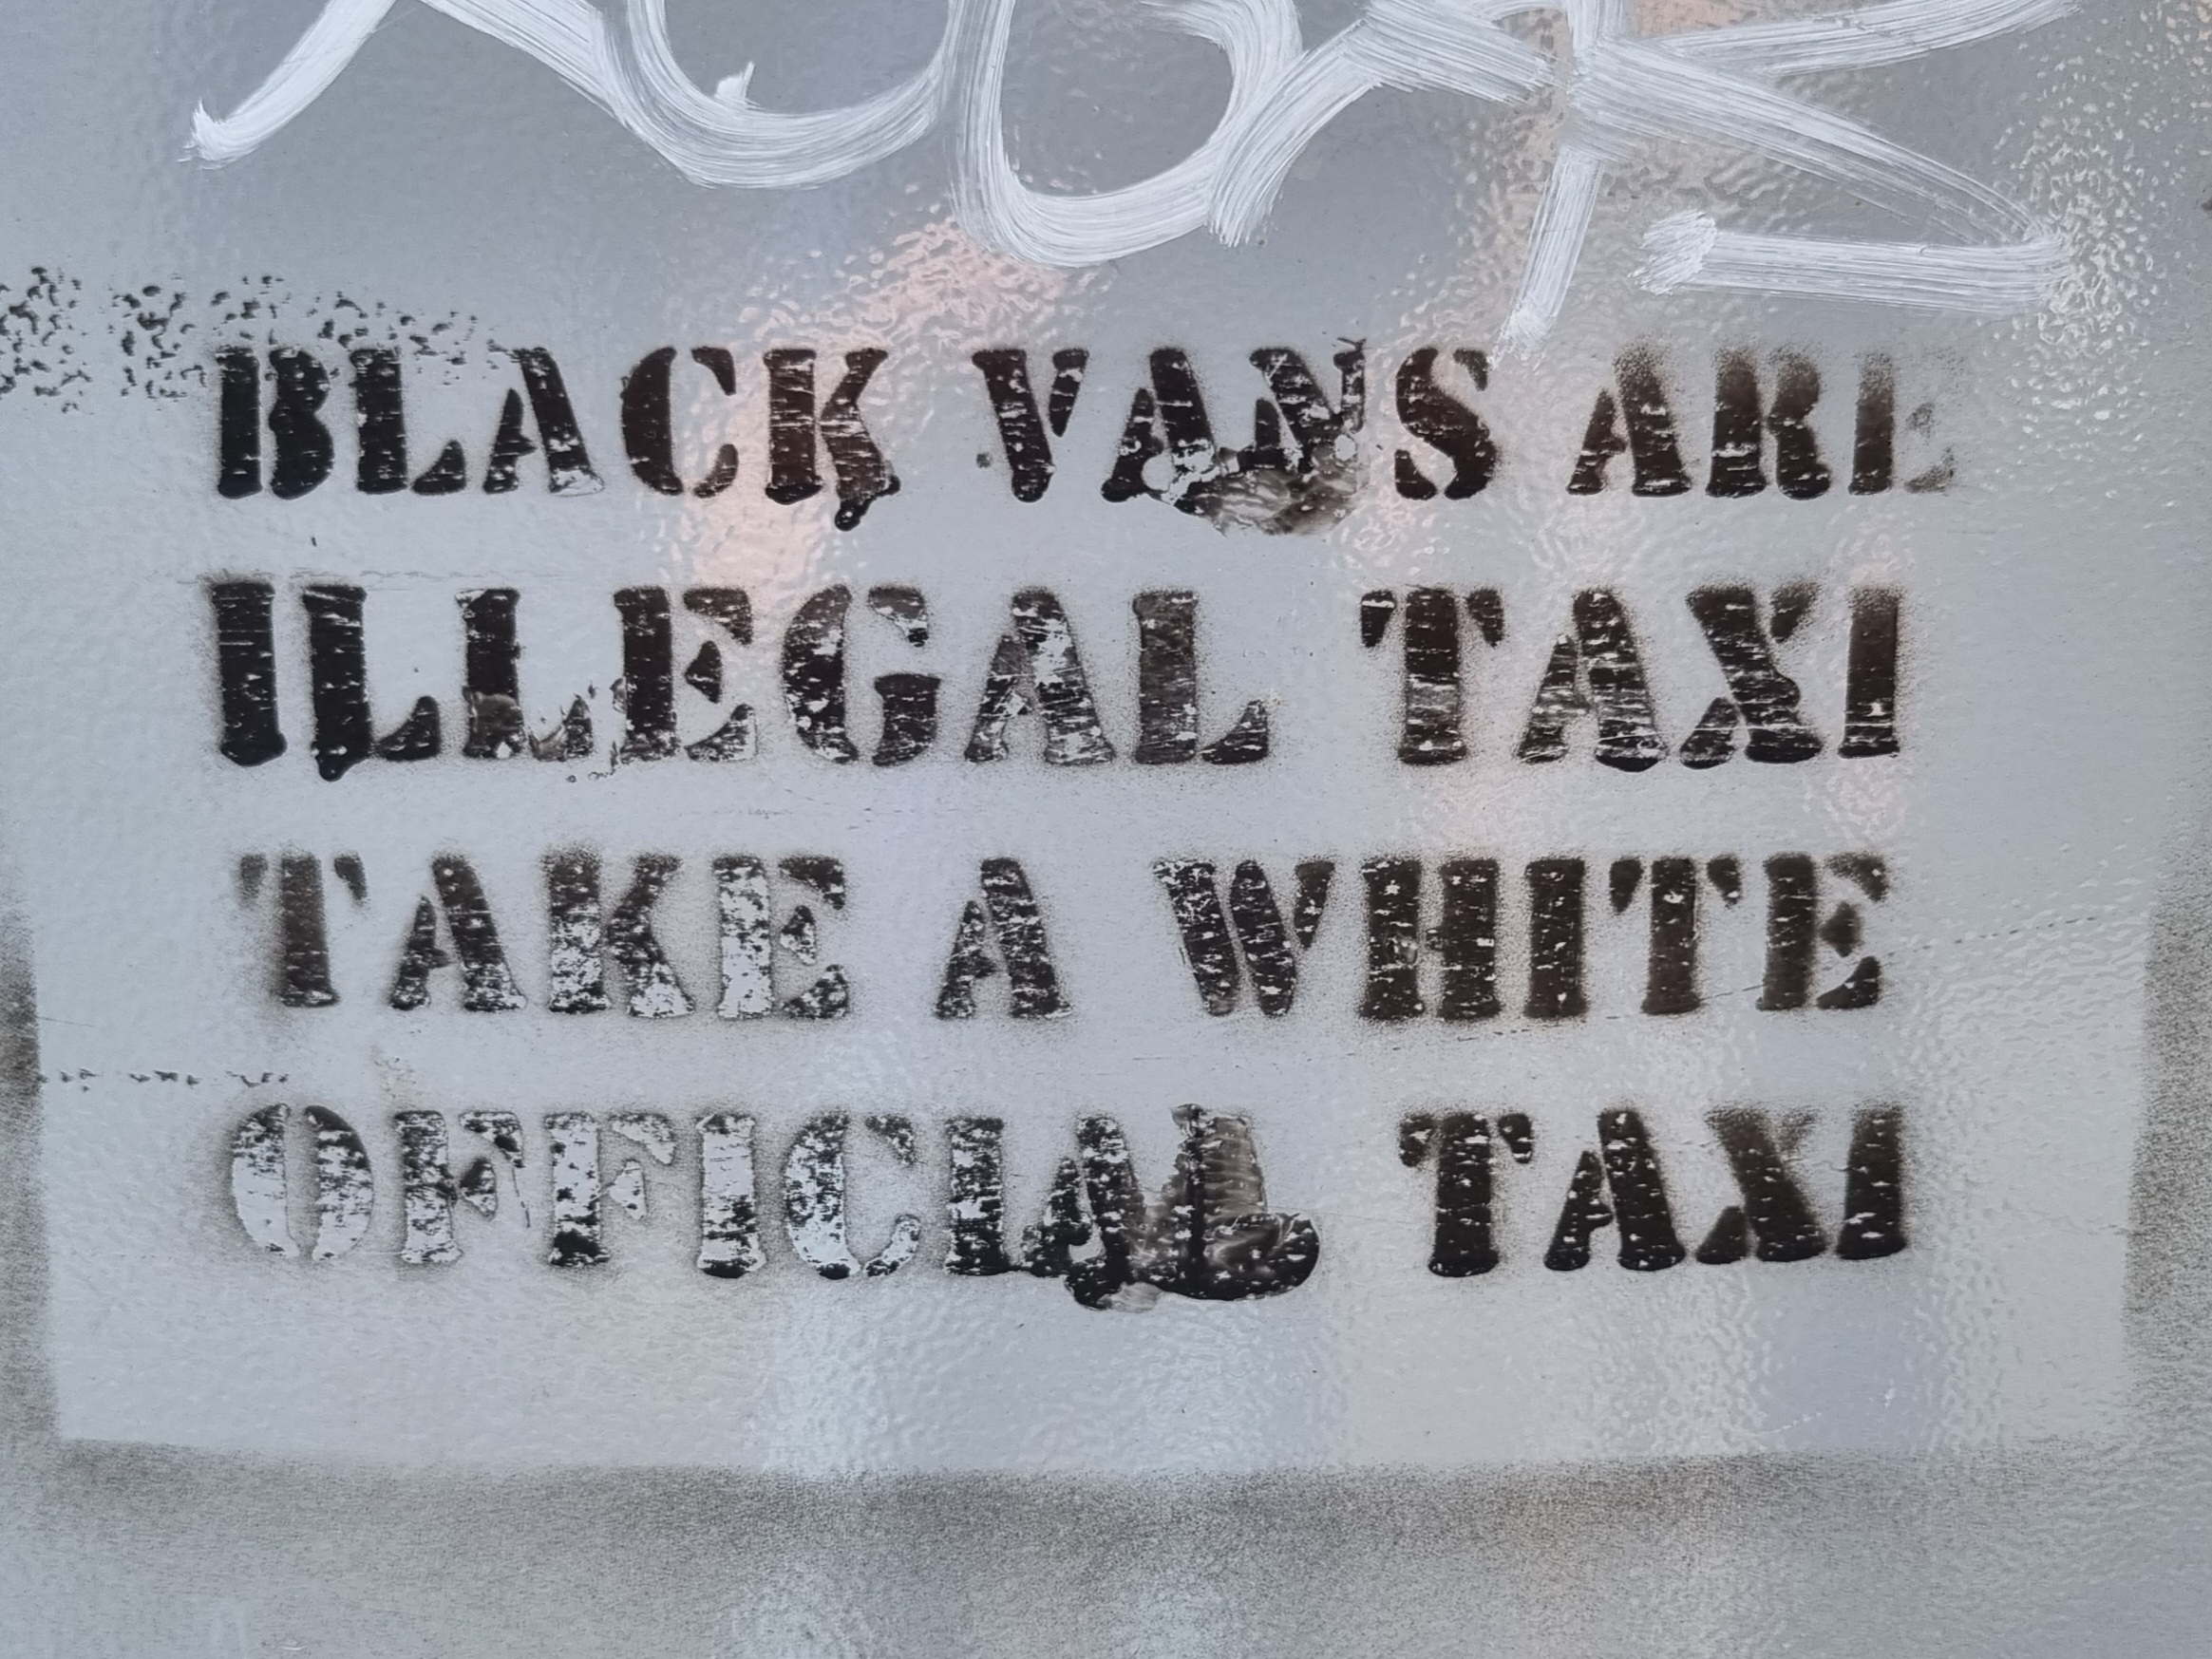 BLACK VANS ARE
ILLEGAL TAXI
TAKE A WHITE
OFFICIAL TAXI